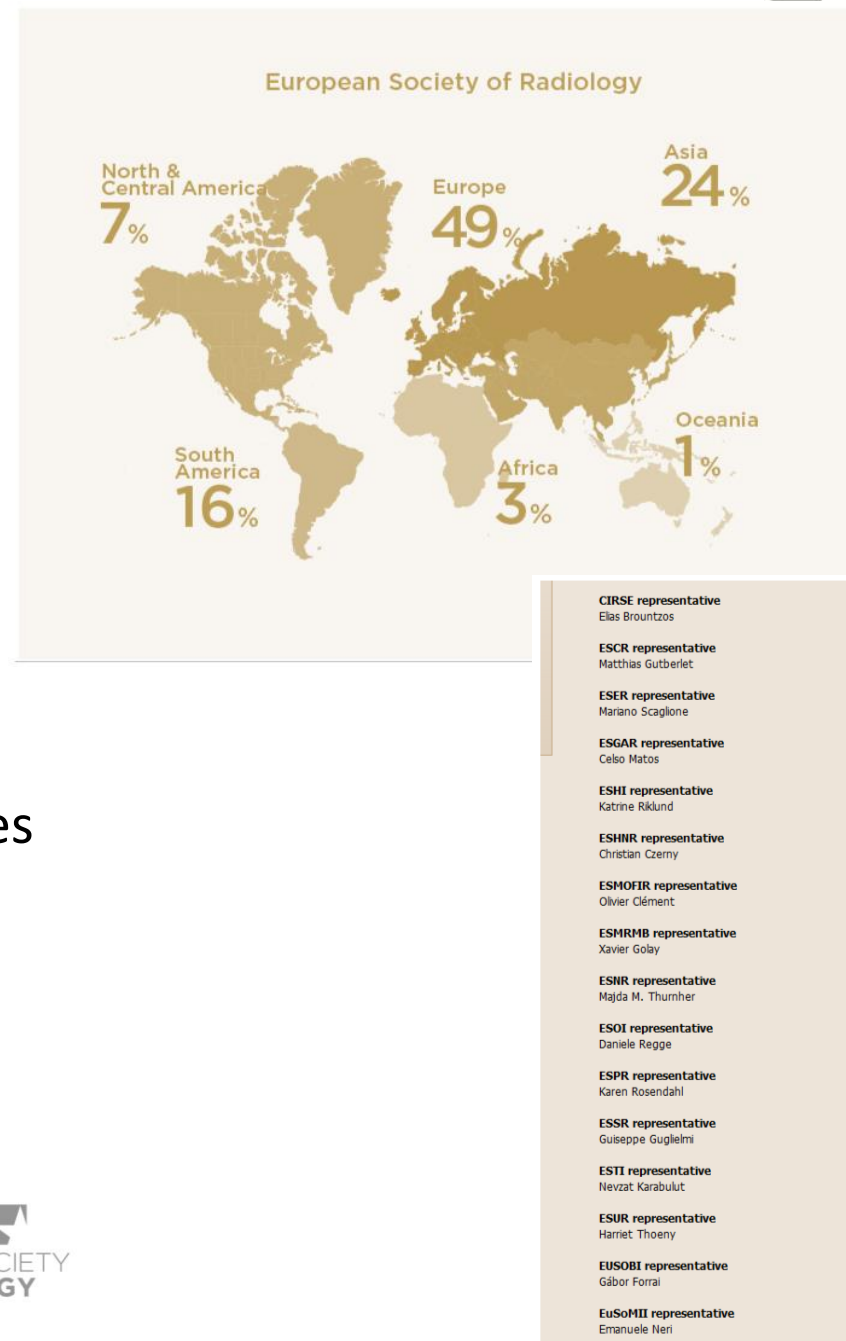 European Society of Radiology
North &
Central America
7%
Europe
49%
Asia
24%
South
America
16%
Africa
3%
Oceania
1%
CIRSE representative
Elias Brountzos
ESCR representative
Matthias Gutberlet
ESER representative
Mariano Scaglione
ESGAR representative
Celso Matos
ESHI representative
Katrine Riklund
ESHNR representative
Christian Czerny
ESMOFIR representative
Olivier Clément
ESMRMB representative
Xavier Golay
ESNR representative
Majda M. Thurnher
ESOI representative
Daniele Regge
ESPR representative
Karen Rosendahl
ESSR representative
Guiseppe Guglielmi
ESTI representative
Nevzat Karabulut
ESUR representative
Harriet Thoeny
EUSOBI representative
Gábor Forrai
EuSoMII representative
Emanuele Neri
es
CIETY
GY